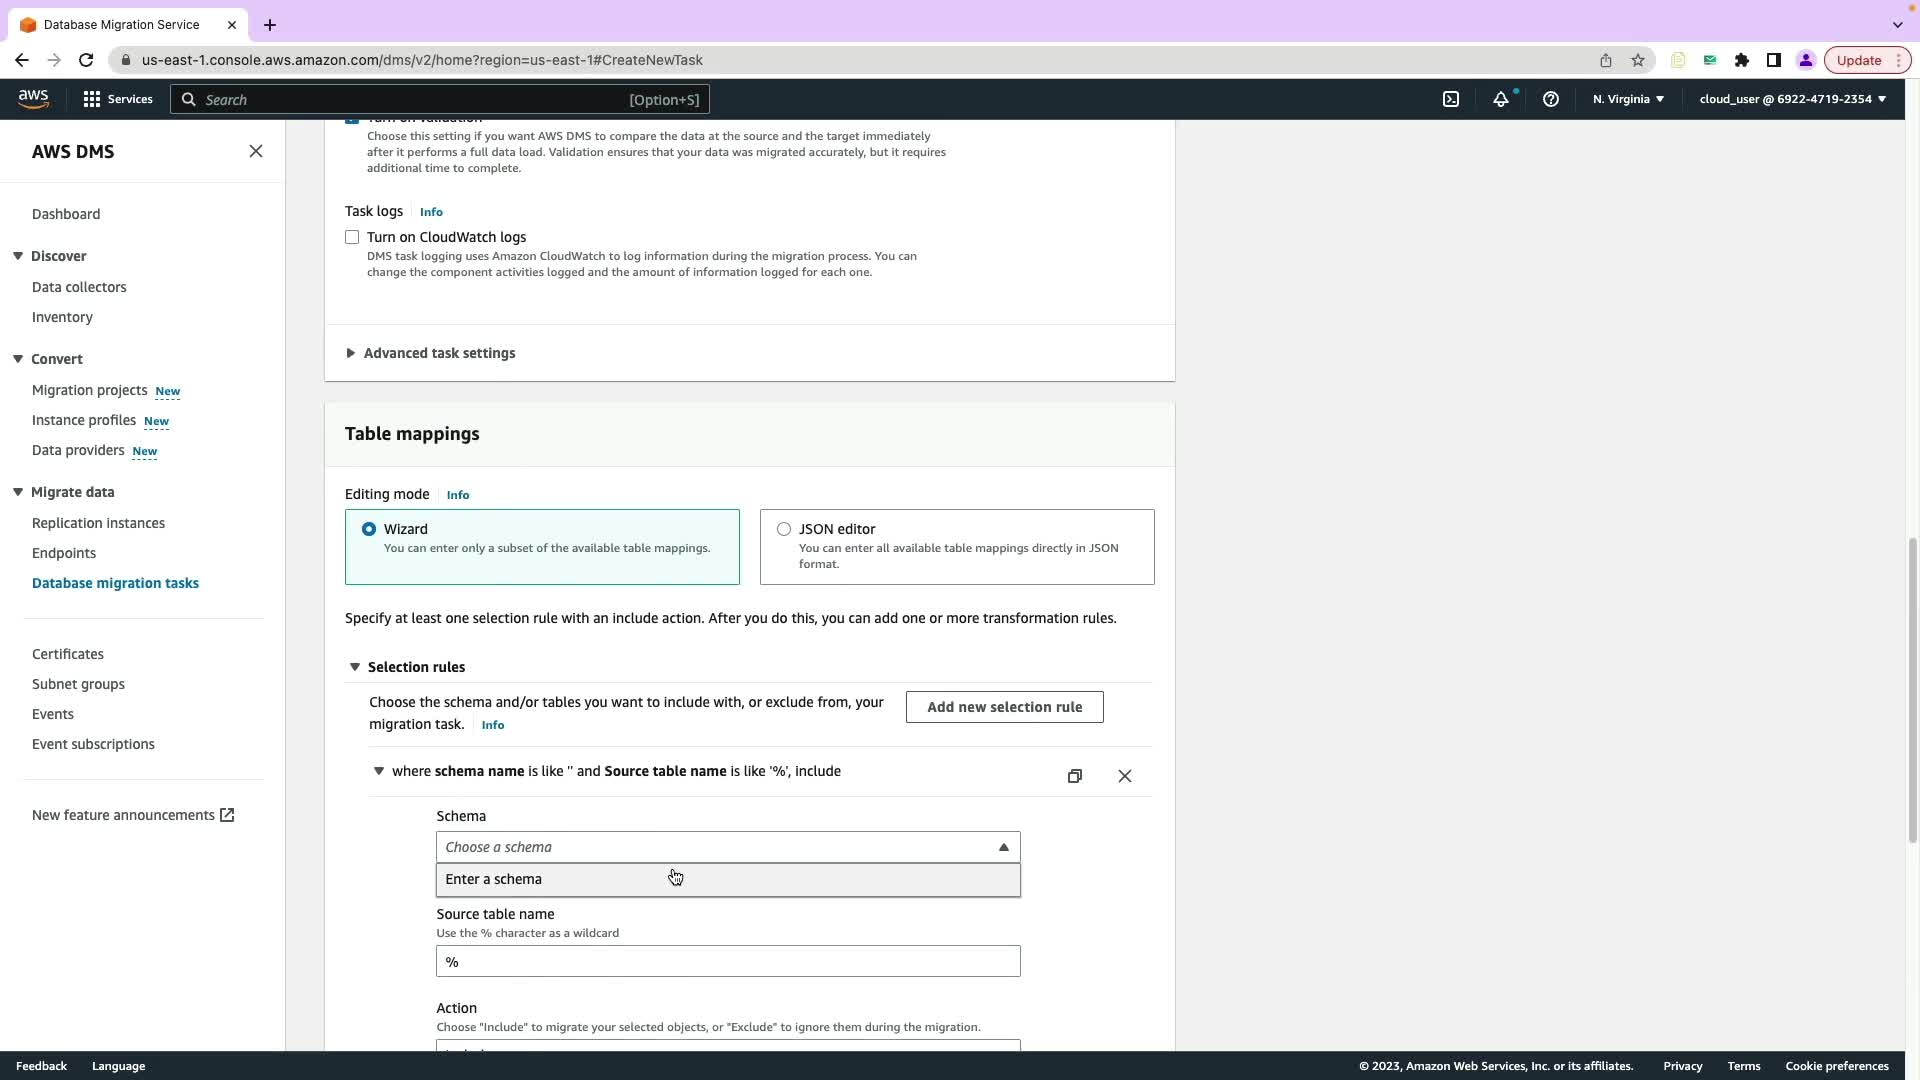 Database Migration Service
us-east-1.console.aws.amazon.com/dms/v2/home?region=us-east-1#CreateNewTask
Update
aws
Services
Search
[Option+S]
N. Virginia
cloud_user @ 6922-4719-2354
AWS DMS
Dashboard
Discover
Data collectors
Inventory
Convert
Migration projects New
Instance profiles New
Data providers New
Migrate data
Replication instances
Endpoints
Database migration tasks
Certificates
Subnet groups
Events
Event subscriptions
New feature announcements
Turn on validation
Choose this setting if you want AWS DMS to compare the data at the source and the target immediately
after it performs a full data load. Validation ensures that your data was migrated accurately, but it requires
additional time to complete.
Task logs Info
Turn on CloudWatch logs
DMS task logging uses Amazon CloudWatch to log information during the migration process. You can
change the component activities logged and the amount of information logged for each one.
Advanced task settings
Table mappings
Editing mode Info
Wizard
You can enter only a subset of the available table mappings.
JSON editor
You can enter all available table mappings directly in JSON
format.
Specify at least one selection rule with an include action. After you do this, you can add one or more transformation rules.
Selection rules
Choose the schema and/or tables you want to include with, or exclude from, your
migration task. Info
Add new selection rule
where schema name is like '' and Source table name is like '%', include
Schema
Choose a schema
Enter a schema
Source table name
Use the % character as a wildcard
%
Action
Choose "Include" to migrate your selected objects, or "Exclude" to ignore them during the migration.
Feedback
Language
© 2023, Amazon Web Services, Inc. or its affiliates.
Privacy
Terms
Cookie preferences